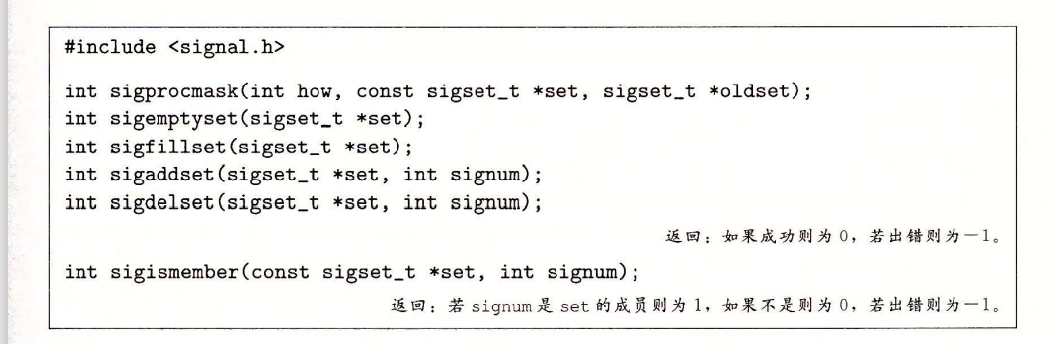 #include <signal.h>
int sigprocmask(int how, const sigset_t *set, sigset_t *oldset);
int sigemptyset(sigset_t *set);
int sigfillset(sigset_t *set);
int sigaddset(sigset_t *set, int signum);
int sigdelset(sigset_t *set, int signum);
返回：如果成功则为 0，若出错则为－1。
int sigismember(const sigset_t *set, int signum);
返回：若 signum 是 set 的成员则为 1，如果不是则为 0，若出错则为－1。